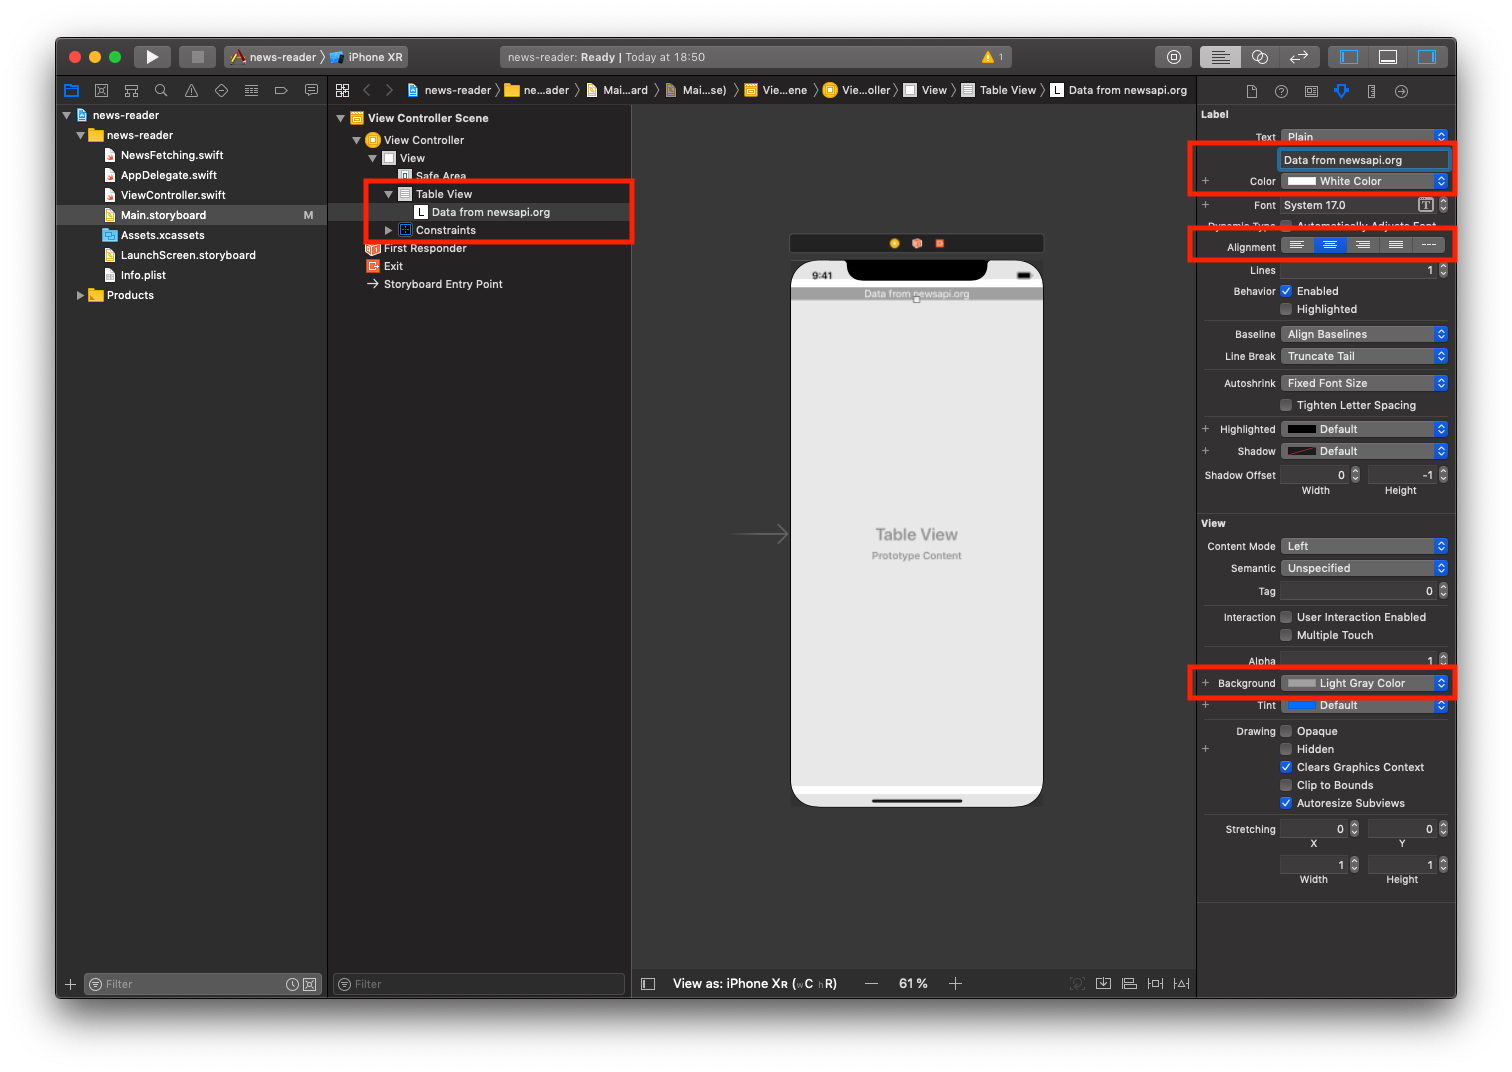 news-reader
iPhone XR
news-reader: Ready | Today at 18:50
1
news-reader
ne...ader
Mai...ard
Mai...se)
Vie...ene
Vie...oller
View
Table View
L Data from newsapi.org
news-reader
news-reader
NewsFetching.swift
AppDelegate.swift
ViewController.swift
Main.storyboard M
Assets.xcassets
LaunchScreen.storyboard
Info.plist
Products
Filter
View Controller Scene
View Controller
View
Safe Area
Table View
L Data from newsapi.org
Constraints
First Responder
Exit
Storyboard Entry Point
Filter
9:41
Data from newsapi.org
Table View
Prototype Content
View as: iPhone XR (wC hR)
61 %
Label
Text Plain
Data from newsapi.org
Color White Color
Font System 17.0
Dynamic Type Automatically Adjusts Font
Alignment
Lines 1
Behavior Enabled
Highlighted
Baseline Align Baselines
Line Break Truncate Tail
Autoshrink Fixed Font Size
Tighten Letter Spacing
Highlighted Default
Shadow Default
Shadow Offset 0 -1
Width Height
View
Content Mode Left
Semantic Unspecified
Tag 0
Interaction User Interaction Enabled
Multiple Touch
Alpha 1
Background Light Gray Color
Tint Default
Drawing Opaque
Hidden
Clears Graphics Context
Clip to Bounds
Autoresize Subviews
Stretching 0 0
X Y
1 1
Width Height